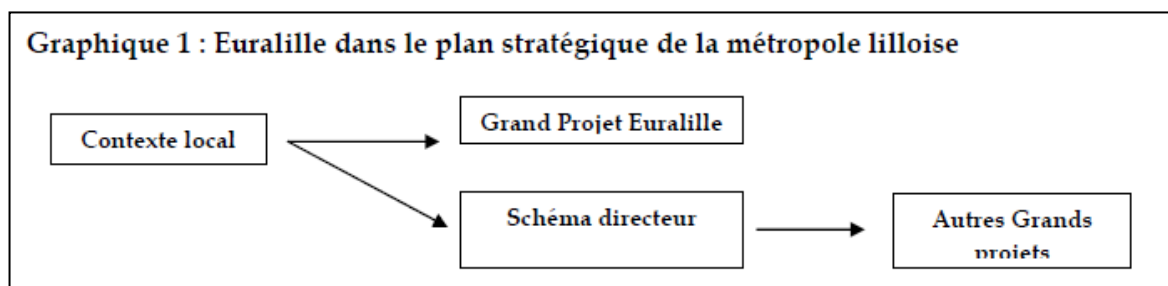 Graphique 1 : Euralille dans le plan stratégique de la métropole lilloise
Grand Projet Euralille
Contexte local
Schéma directeur
Autres Grands
projets